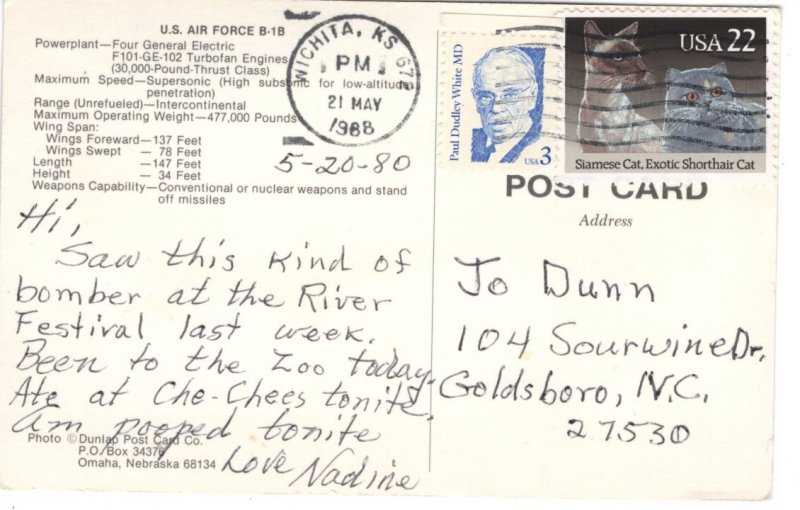 U.S. AIR FORCE B-1B
Powerplant—Four General Electric
F101-GE-102 Turbofan Engines
(30,000-Pound-Thrust Class)
Maximum Speed—Supersonic (High subsonic for low-altitude
penetration)
Range (Unrefueled)—Intercontinental
Maximum Operating Weight—477,000 Pounds
Wing Span:
Wings Foreward—137 Feet
Wings Swept — 78 Feet
Length —147 Feet
Height — 34 Feet
Weapons Capability—Conventional or nuclear weapons and stand
off missiles
WICHITA, KS 672
PM
21 MAY
1988
5-20-80
Hi,
Saw this kind of
bomber at the River
Festival last week.
Been to the Zoo today.
Ate at Che-Chees tonite.
Am pooped tonite
Love Nadine
Photo © Dunlap Post Card Co.
P.O/Box 34376
Omaha, Nebraska 68134
Paul Dudley White MD
USA 3
USA 22
Siamese Cat, Exotic Shorthair Cat
POST CARD
Address
Jo Dunn
104 Sourwine Dr.
Goldsboro, N.C.
27530